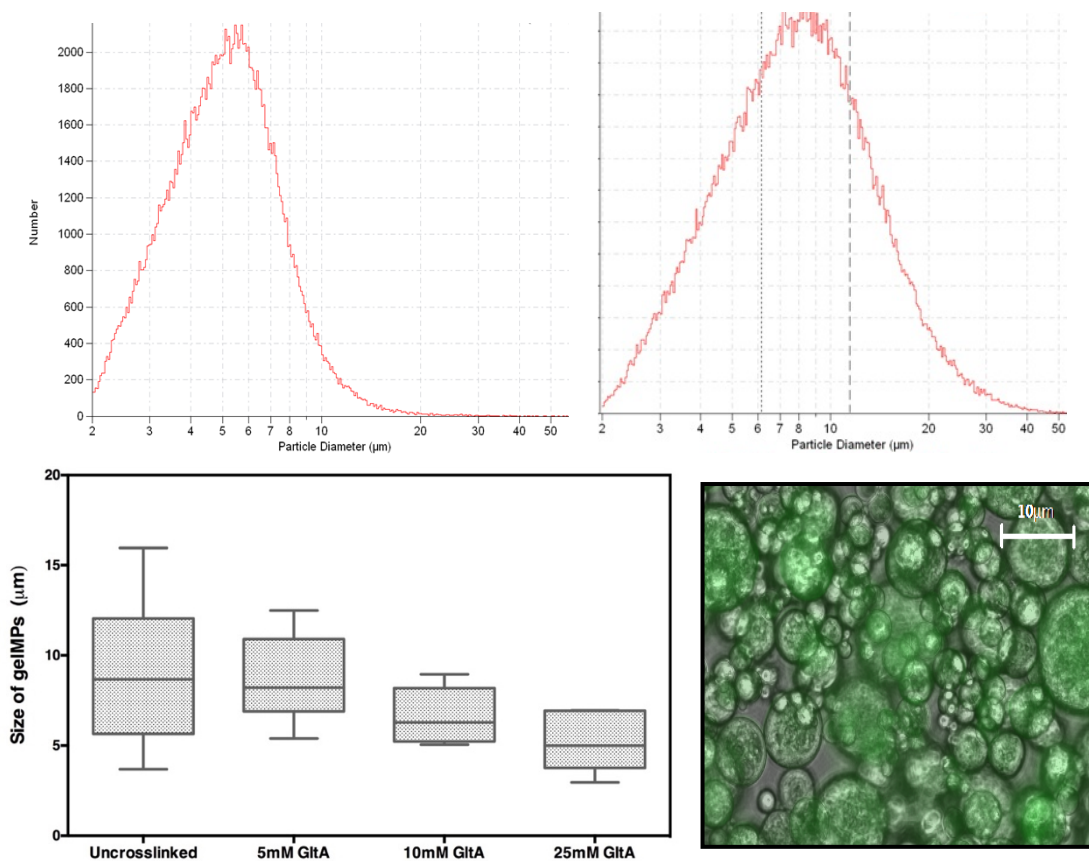 2000
1800
1600
1400
1200
1000
800
600
400
200
0
Number
2 3 4 5 6 7 8 10 20 30 40 50
Particle Diameter (µm)
2 3 4 5 6 7 8 10 20 30 40 50
Particle Diameter (µm)
20
15
10
5
0
Size of gelMPs (µm)
Uncrosslinked 5mM GltA 10mM GltA 25mM GltA
10µm